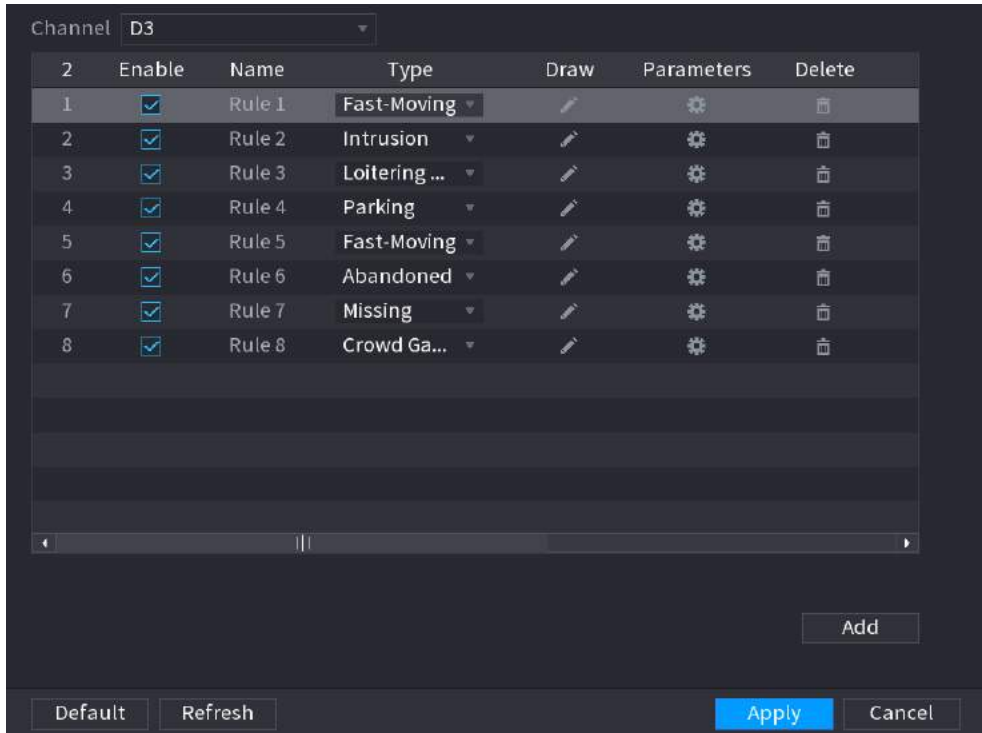 Channel D3
2 Enable Name Type Draw Parameters Delete
1 Rule 1 Fast-Moving
2 Rule 2 Intrusion
3 Rule 3 Loitering ...
4 Rule 4 Parking
5 Rule 5 Fast-Moving
6 Rule 6 Abandoned
7 Rule 7 Missing
8 Rule 8 Crowd Ga...
Add
Default Refresh Apply Cancel